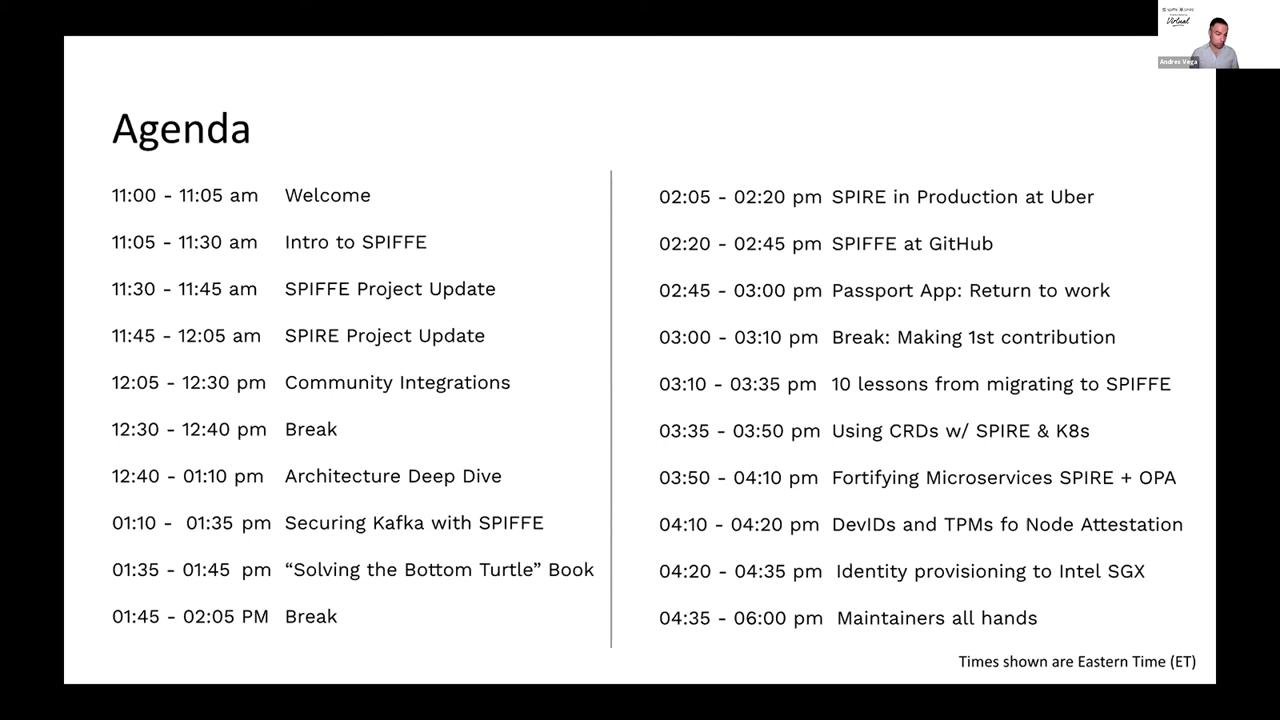 Agenda
11:00 - 11:05 am Welcome
11:05 - 11:30 am Intro to SPIFFE
11:30 - 11:45 am SPIFFE Project Update
11:45 - 12:05 am SPIRE Project Update
12:05 - 12:30 pm Community Integrations
12:30 - 12:40 pm Break
12:40 - 01:10 pm Architecture Deep Dive
01:10 - 01:35 pm Securing Kafka with SPIFFE
01:35 - 01:45 pm “Solving the Bottom Turtle” Book
01:45 - 02:05 PM Break
02:05 - 02:20 pm SPIRE in Production at Uber
02:20 - 02:45 pm SPIFFE at GitHub
02:45 - 03:00 pm Passport App: Return to work
03:00 - 03:10 pm Break: Making 1st contribution
03:10 - 03:35 pm 10 lessons from migrating to SPIFFE
03:35 - 03:50 pm Using CRDs w/ SPIRE & K8s
03:50 - 04:10 pm Fortifying Microservices SPIRE + OPA
04:10 - 04:20 pm DevIDs and TPMs fo Node Attestation
04:20 - 04:35 pm Identity provisioning to Intel SGX
04:35 - 06:00 pm Maintainers all hands
Times shown are Eastern Time (ET)
Virtual
Andres Vega